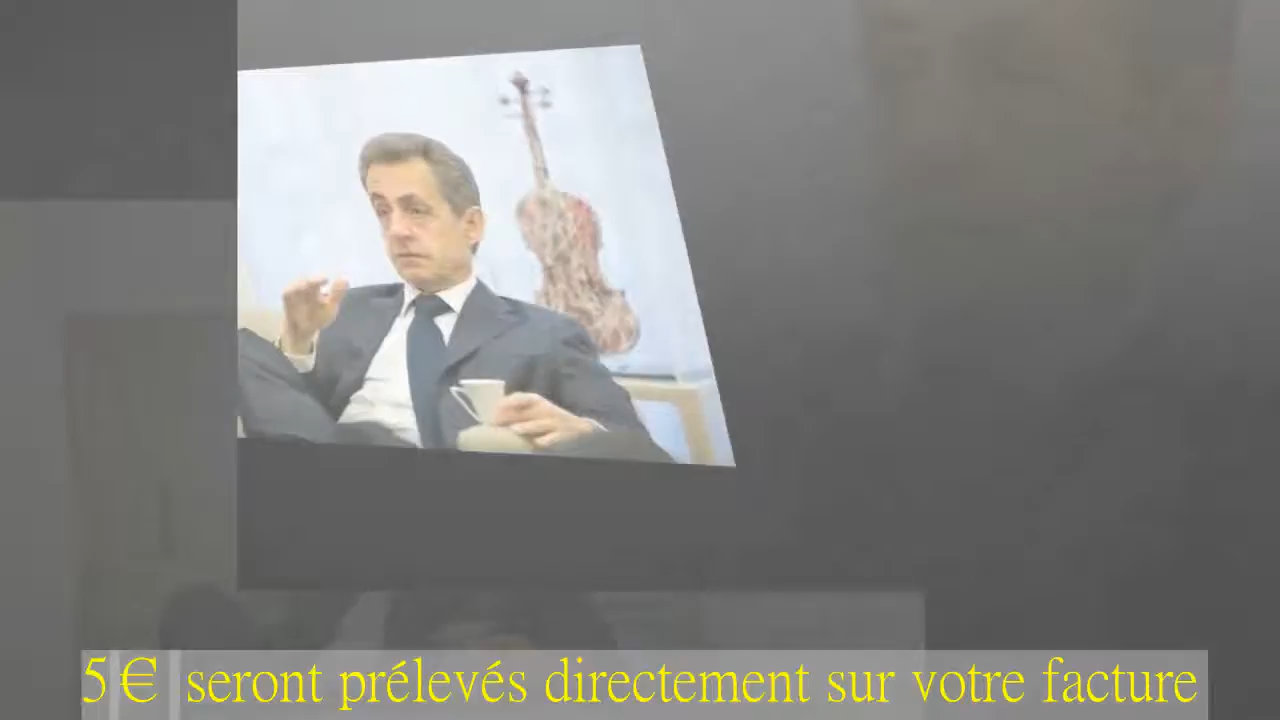 5 € seront prélevés directement sur votre facture